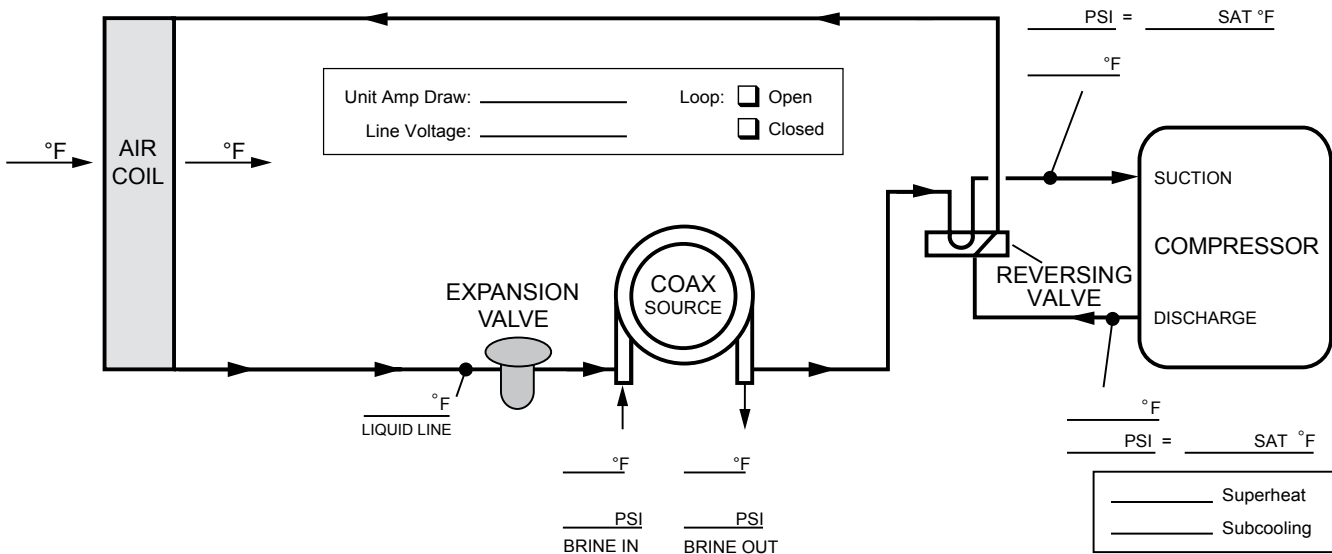 PSI = SAT °F
°F
Unit Amp Draw: Loop: Open
Line Voltage: Closed
°F
AIR
COIL
°F
SUCTION
COMPRESSOR
REVERSING
VALVE
DISCHARGE
COAX
SOURCE
EXPANSION
VALVE
°F
LIQUID LINE
°F
PSI
BRINE IN
°F
PSI
BRINE OUT
°F
PSI = SAT °F
Superheat
Subcooling